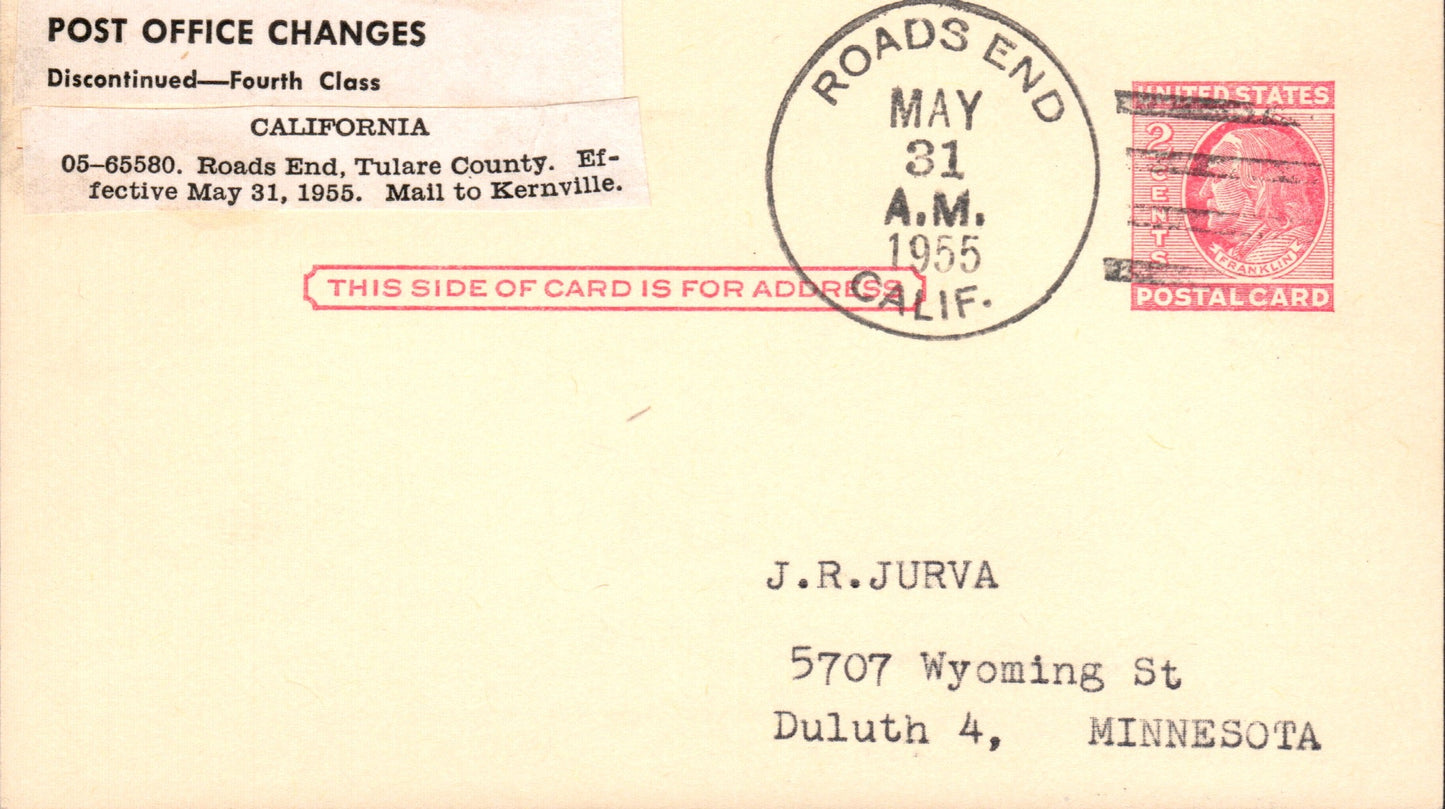 POST OFFICE CHANGES
Discontinued—Fourth Class
CALIFORNIA
05–65580. Roads End, Tulare County. Ef-
fective May 31, 1955. Mail to Kernville.
ROADS END
MAY
31
A.M.
1955
CALIF.
UNITED STATES
2 CENTS
FRANKLIN
POSTAL CARD
THIS SIDE OF CARD IS FOR ADDRESS
J.R.JURVA
5707 Wyoming St
Duluth 4, MINNESOTA